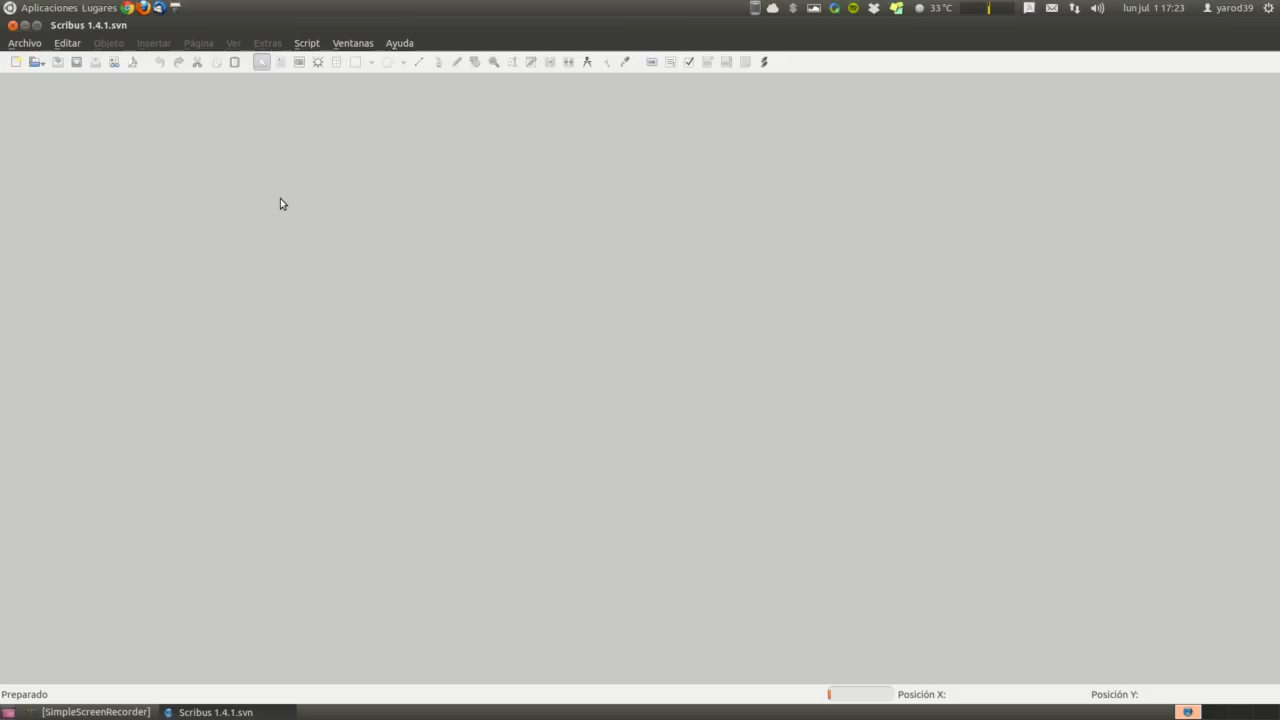 Aplicaciones Lugares 33°C lun jul 1 17:23 yarod39
Scribus 1.4.1.svn
Archivo Editar Objeto Insertar Página Ver Extras Script Ventanas Ayuda
Preparado Posición X: Posición Y:
[SimpleScreenRecorder] Scribus 1.4.1.svn